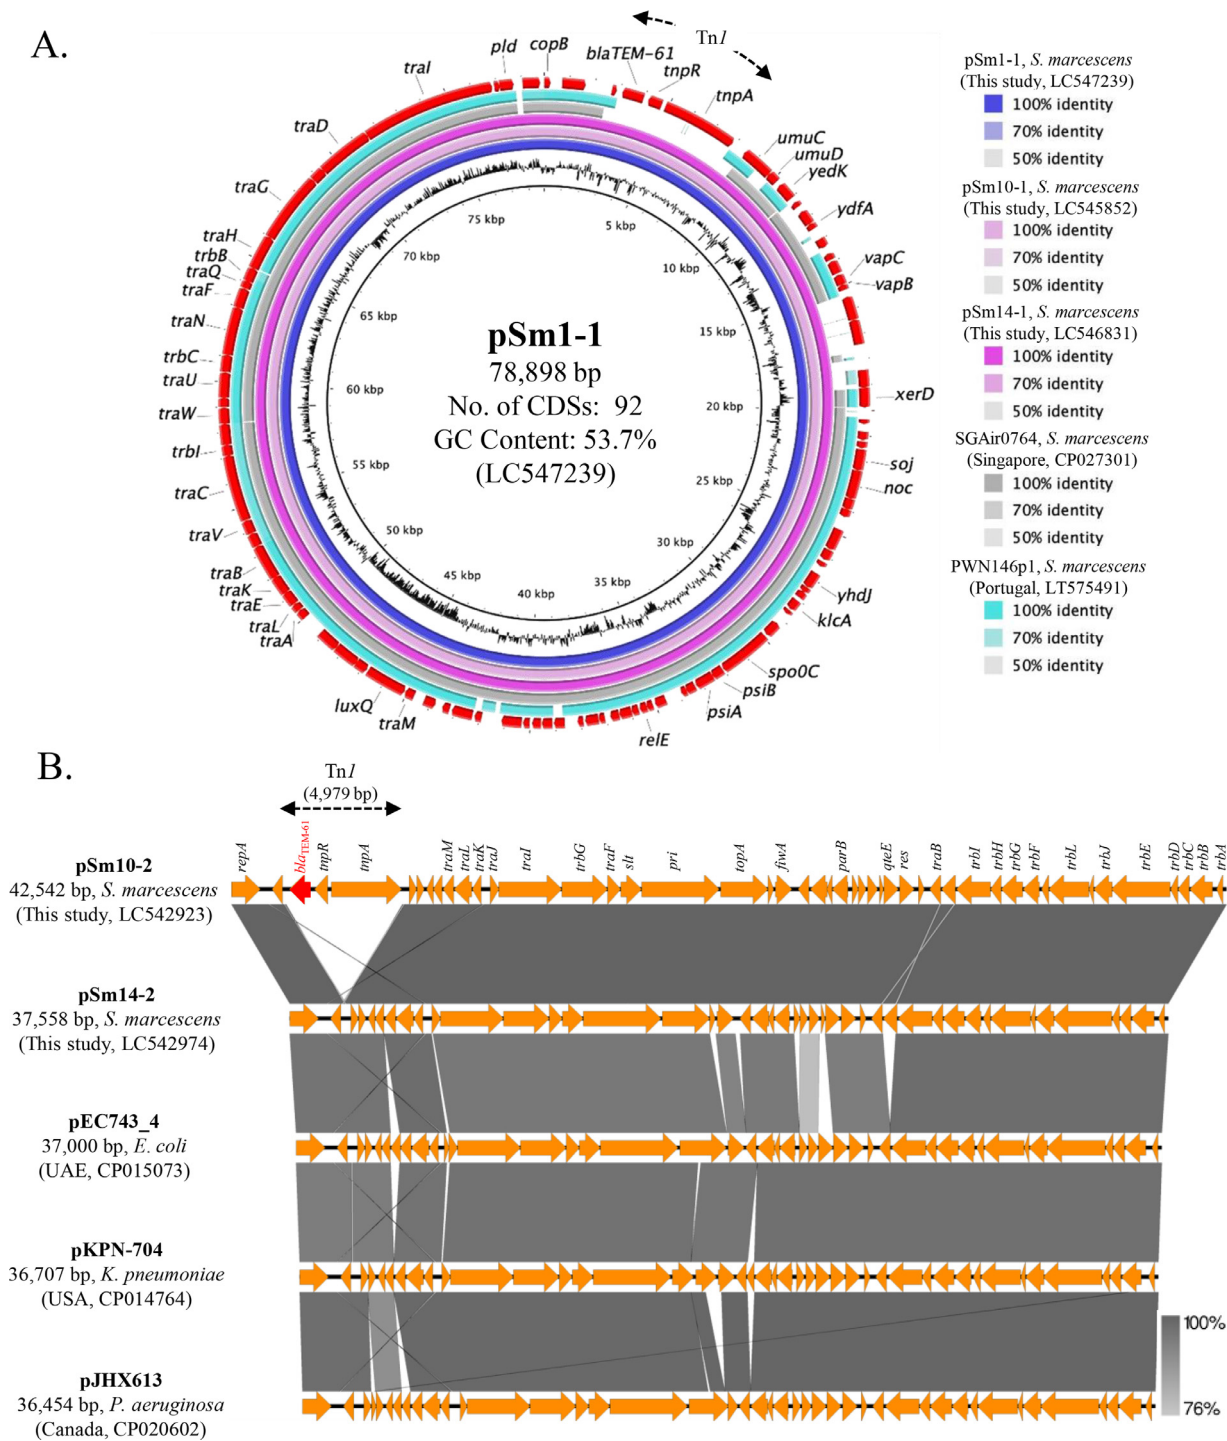 A.
Tn1
pld
copB
blaTEM-61
tnpR
tnpA
umuC
umuD
yedK
ydfA
vapC
vapB
xerD
soj
noc
yhdJ
klcA
spo0C
psiB
psiA
relE
traM
luxQ
traA
traL
traE
traK
traB
traV
traC
trbI
traW
traU
trbC
traN
traF
traQ
trbB
traH
traG
traD
traI
5 kbp
10 kbp
15 kbp
20 kbp
25 kbp
30 kbp
35 kbp
40 kbp
45 kbp
50 kbp
55 kbp
60 kbp
65 kbp
70 kbp
75 kbp
pSm1-1
78,898 bp
No. of CDSs: 92
GC Content: 53.7%
(LC547239)
pSm1-1, S. marcescens
(This study, LC547239)
100% identity
70% identity
50% identity
pSm10-1, S. marcescens
(This study, LC545852)
100% identity
70% identity
50% identity
pSm14-1, S. marcescens
(This study, LC546831)
100% identity
70% identity
50% identity
SGAir0764, S. marcescens
(Singapore, CP027301)
100% identity
70% identity
50% identity
PWN146p1, S. marcescens
(Portugal, LT575491)
100% identity
70% identity
50% identity
B.
Tn1
(4,979 bp)
repA
blaTEM-61
tnpR
tnpA
traM
traL
traK
traJ
traI
trbG
traF
slt
pri
topA
fiwA
parB
qteE
res
traB
trbI
trbH
trbG
trbF
trbL
trbJ
trbE
trbD
trbC
trbB
trbA
pSm10-2
42,542 bp, S. marcescens
(This study, LC542923)
pSm14-2
37,558 bp, S. marcescens
(This study, LC542974)
pEC743_4
37,000 bp, E. coli
(UAE, CP015073)
pKPN-704
36,707 bp, K. pneumoniae
(USA, CP014764)
pJHX613
36,454 bp, P. aeruginosa
(Canada, CP020602)
100%
76%